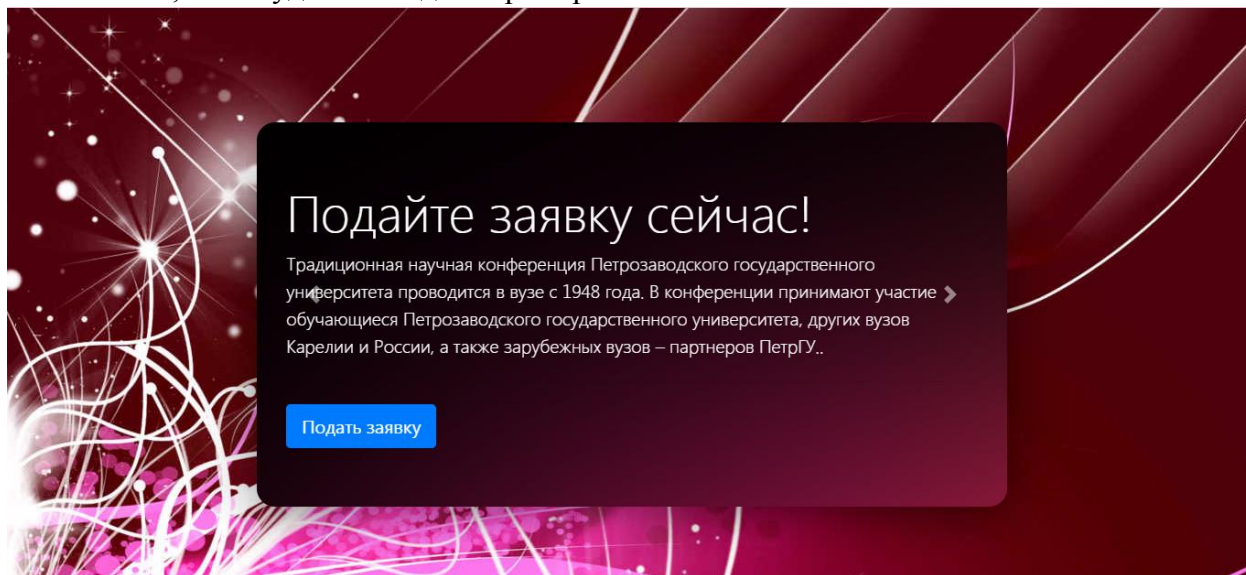 Подайте заявку сейчас!
Традиционная научная конференция Петрозаводского государственного
университета проводится в вузе с 1948 года. В конференции принимают участие
обучающиеся Петрозаводского государственного университета, других вузов
Карелии и России, а также зарубежных вузов – партнеров ПетрГУ..
Подать заявку